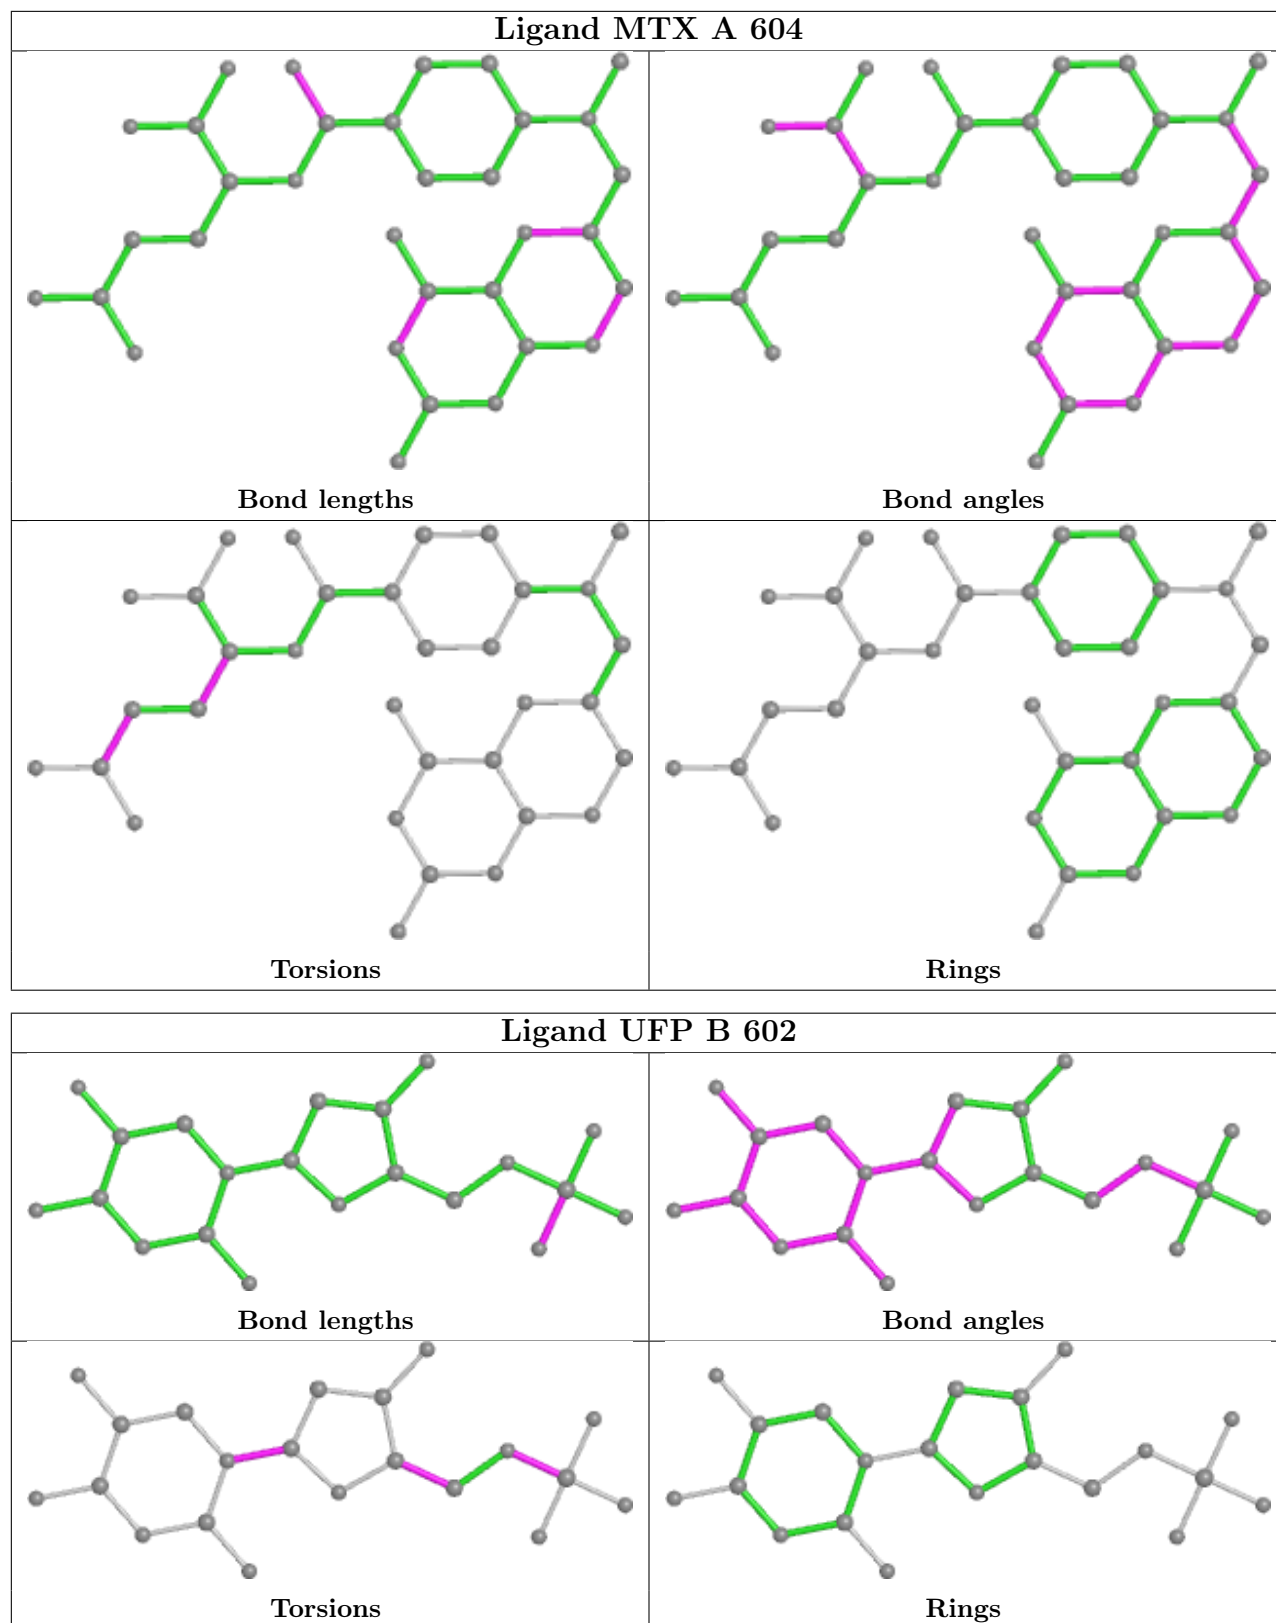 Ligand MTX A 604
Bond lengths
Bond angles
Torsions
Rings
Ligand UFP B 602
Bond lengths
Bond angles
Torsions
Rings